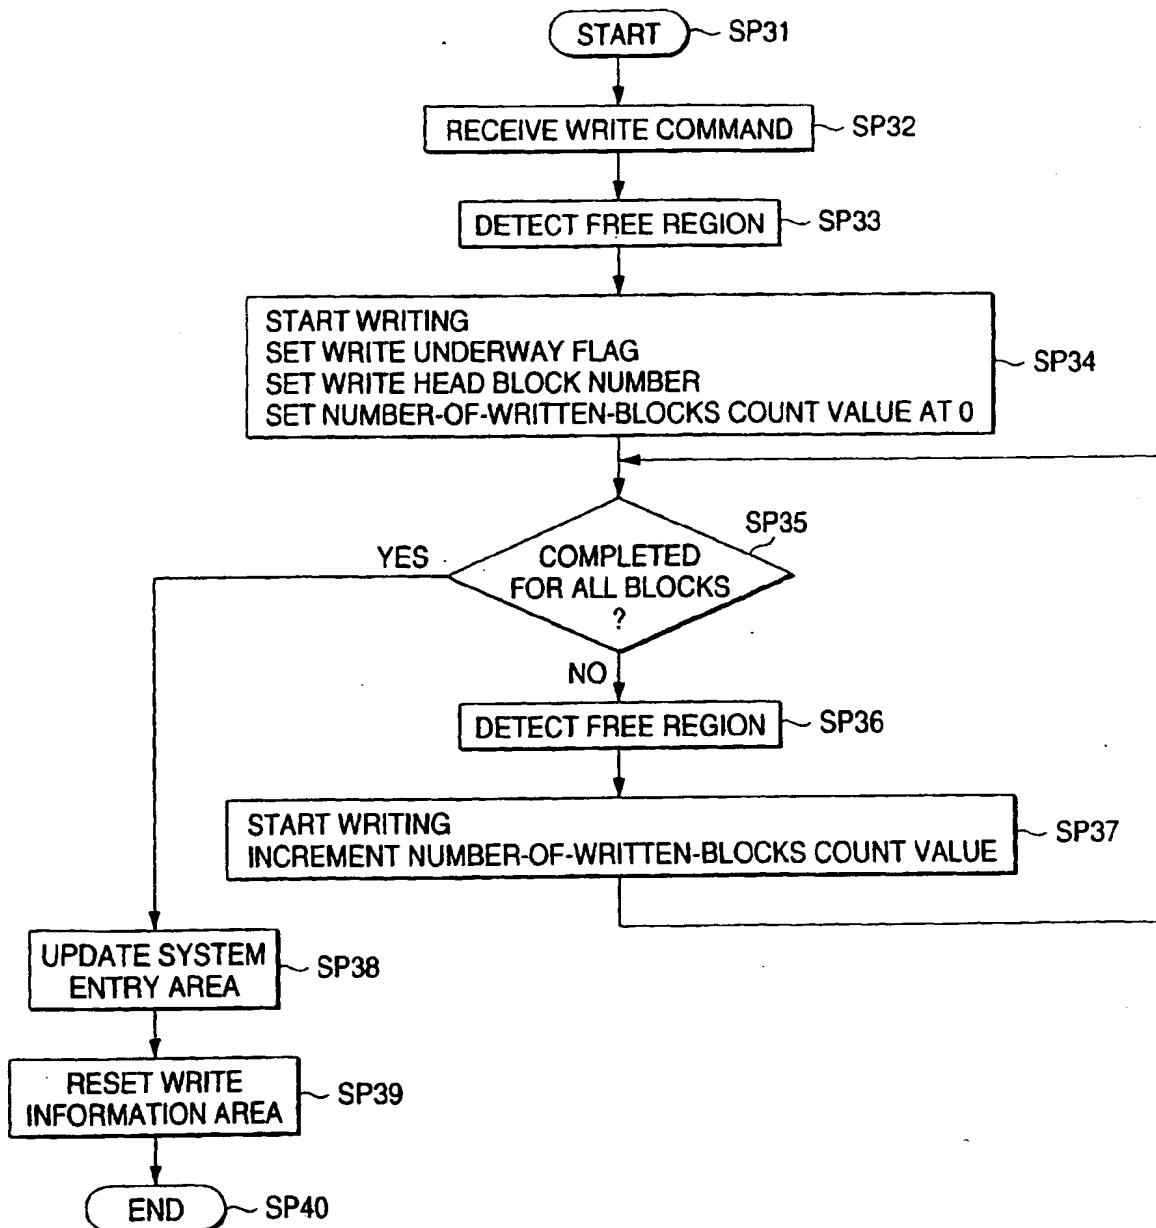 START
SP31
RECEIVE WRITE COMMAND
SP32
DETECT FREE REGION
SP33
START WRITING
SET WRITE UNDERWAY FLAG
SET WRITE HEAD BLOCK NUMBER
SET NUMBER-OF-WRITTEN-BLOCKS COUNT VALUE AT 0
SP34
SP35
YES
COMPLETED
FOR ALL BLOCKS
?
NO
DETECT FREE REGION
SP36
START WRITING
INCREMENT NUMBER-OF-WRITTEN-BLOCKS COUNT VALUE
SP37
UPDATE SYSTEM
ENTRY AREA
SP38
RESET WRITE
INFORMATION AREA
SP39
END
SP40